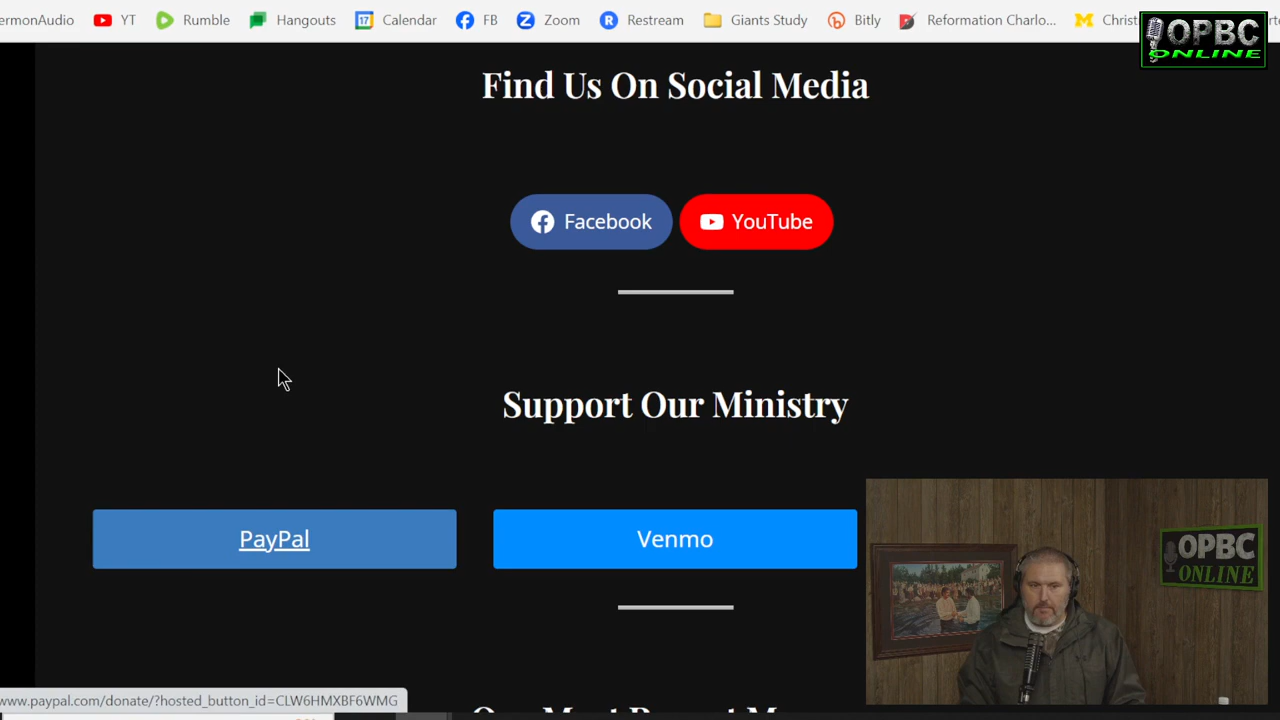 ermonAudio YT Rumble Hangouts Calendar FB Zoom Restream Giants Study Bitly Reformation Charlo... Christ
OPBC
ONLINE
Find Us On Social Media
Facebook YouTube
Support Our Ministry
PayPal Venmo
OPBC
ONLINE
www.paypal.com/donate/?hosted_button_id=CLW6HMXBF6WMG